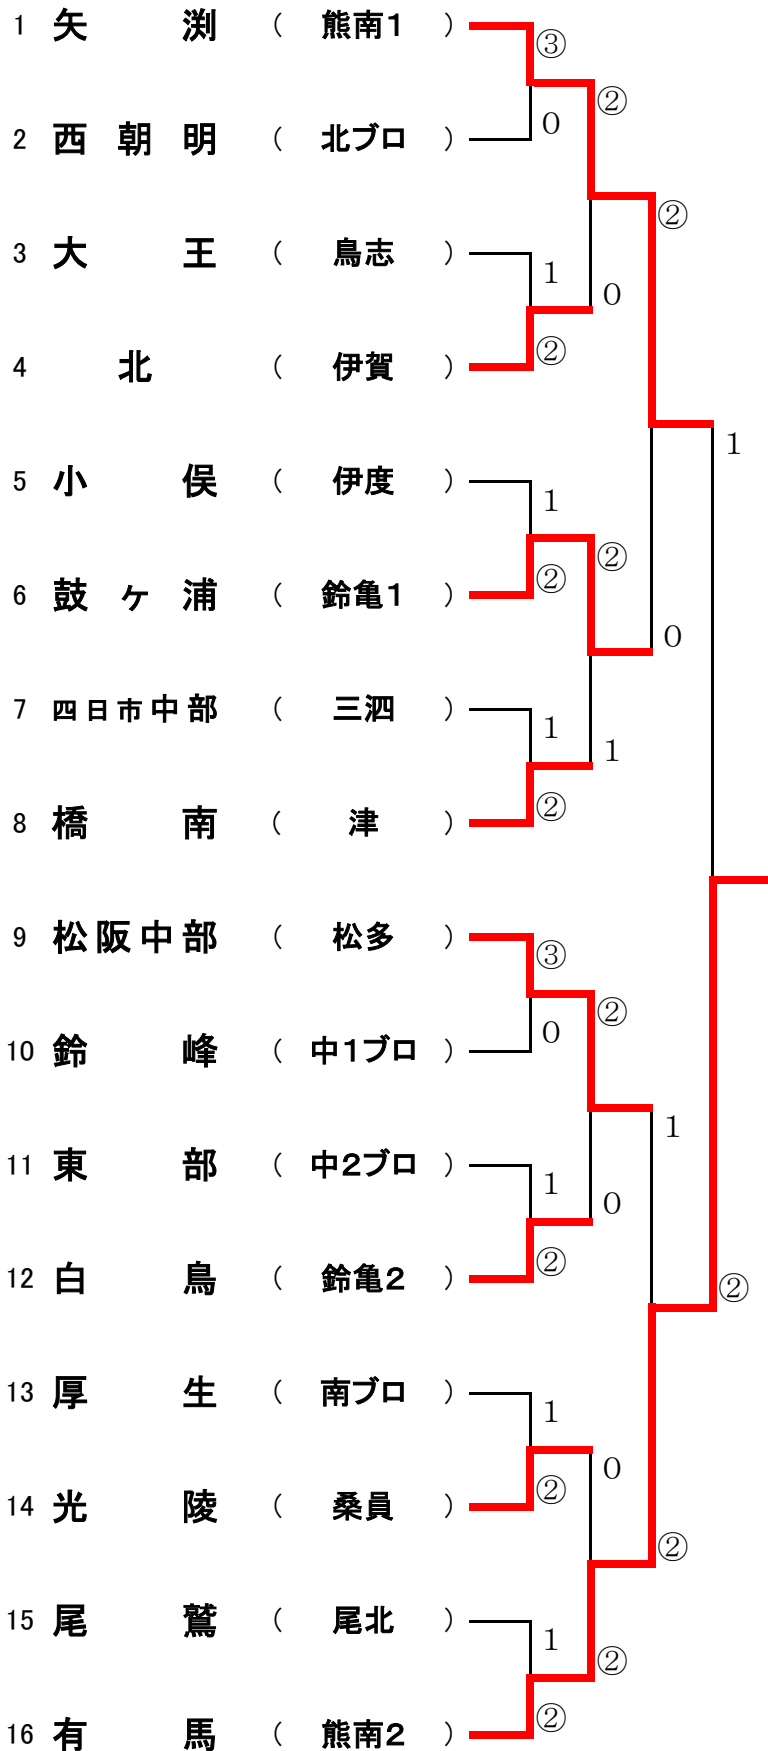 1 矢渕 ( 熊南1 )
③
②
0
2 西朝明 ( 北ブロ )
②
3 大王 ( 鳥志 )
1
0
②
4 北 ( 伊賀 )
1
5 小俣 ( 伊度 )
1
②
②
6 鼓ヶ浦 ( 鈴亀1 )
0
7 四日市中部 ( 三泗 )
1
1
②
8 橋南 ( 津 )
9 松阪中部 ( 松多 )
③
②
0
10 鈴峰 ( 中1ブロ )
1
11 東部 ( 中2ブロ )
1
0
②
12 白鳥 ( 鈴亀2 )
②
13 厚生 ( 南ブロ )
1
0
②
14 光陵 ( 桑員 )
②
15 尾鷲 ( 尾北 )
1
②
②
16 有馬 ( 熊南2 )